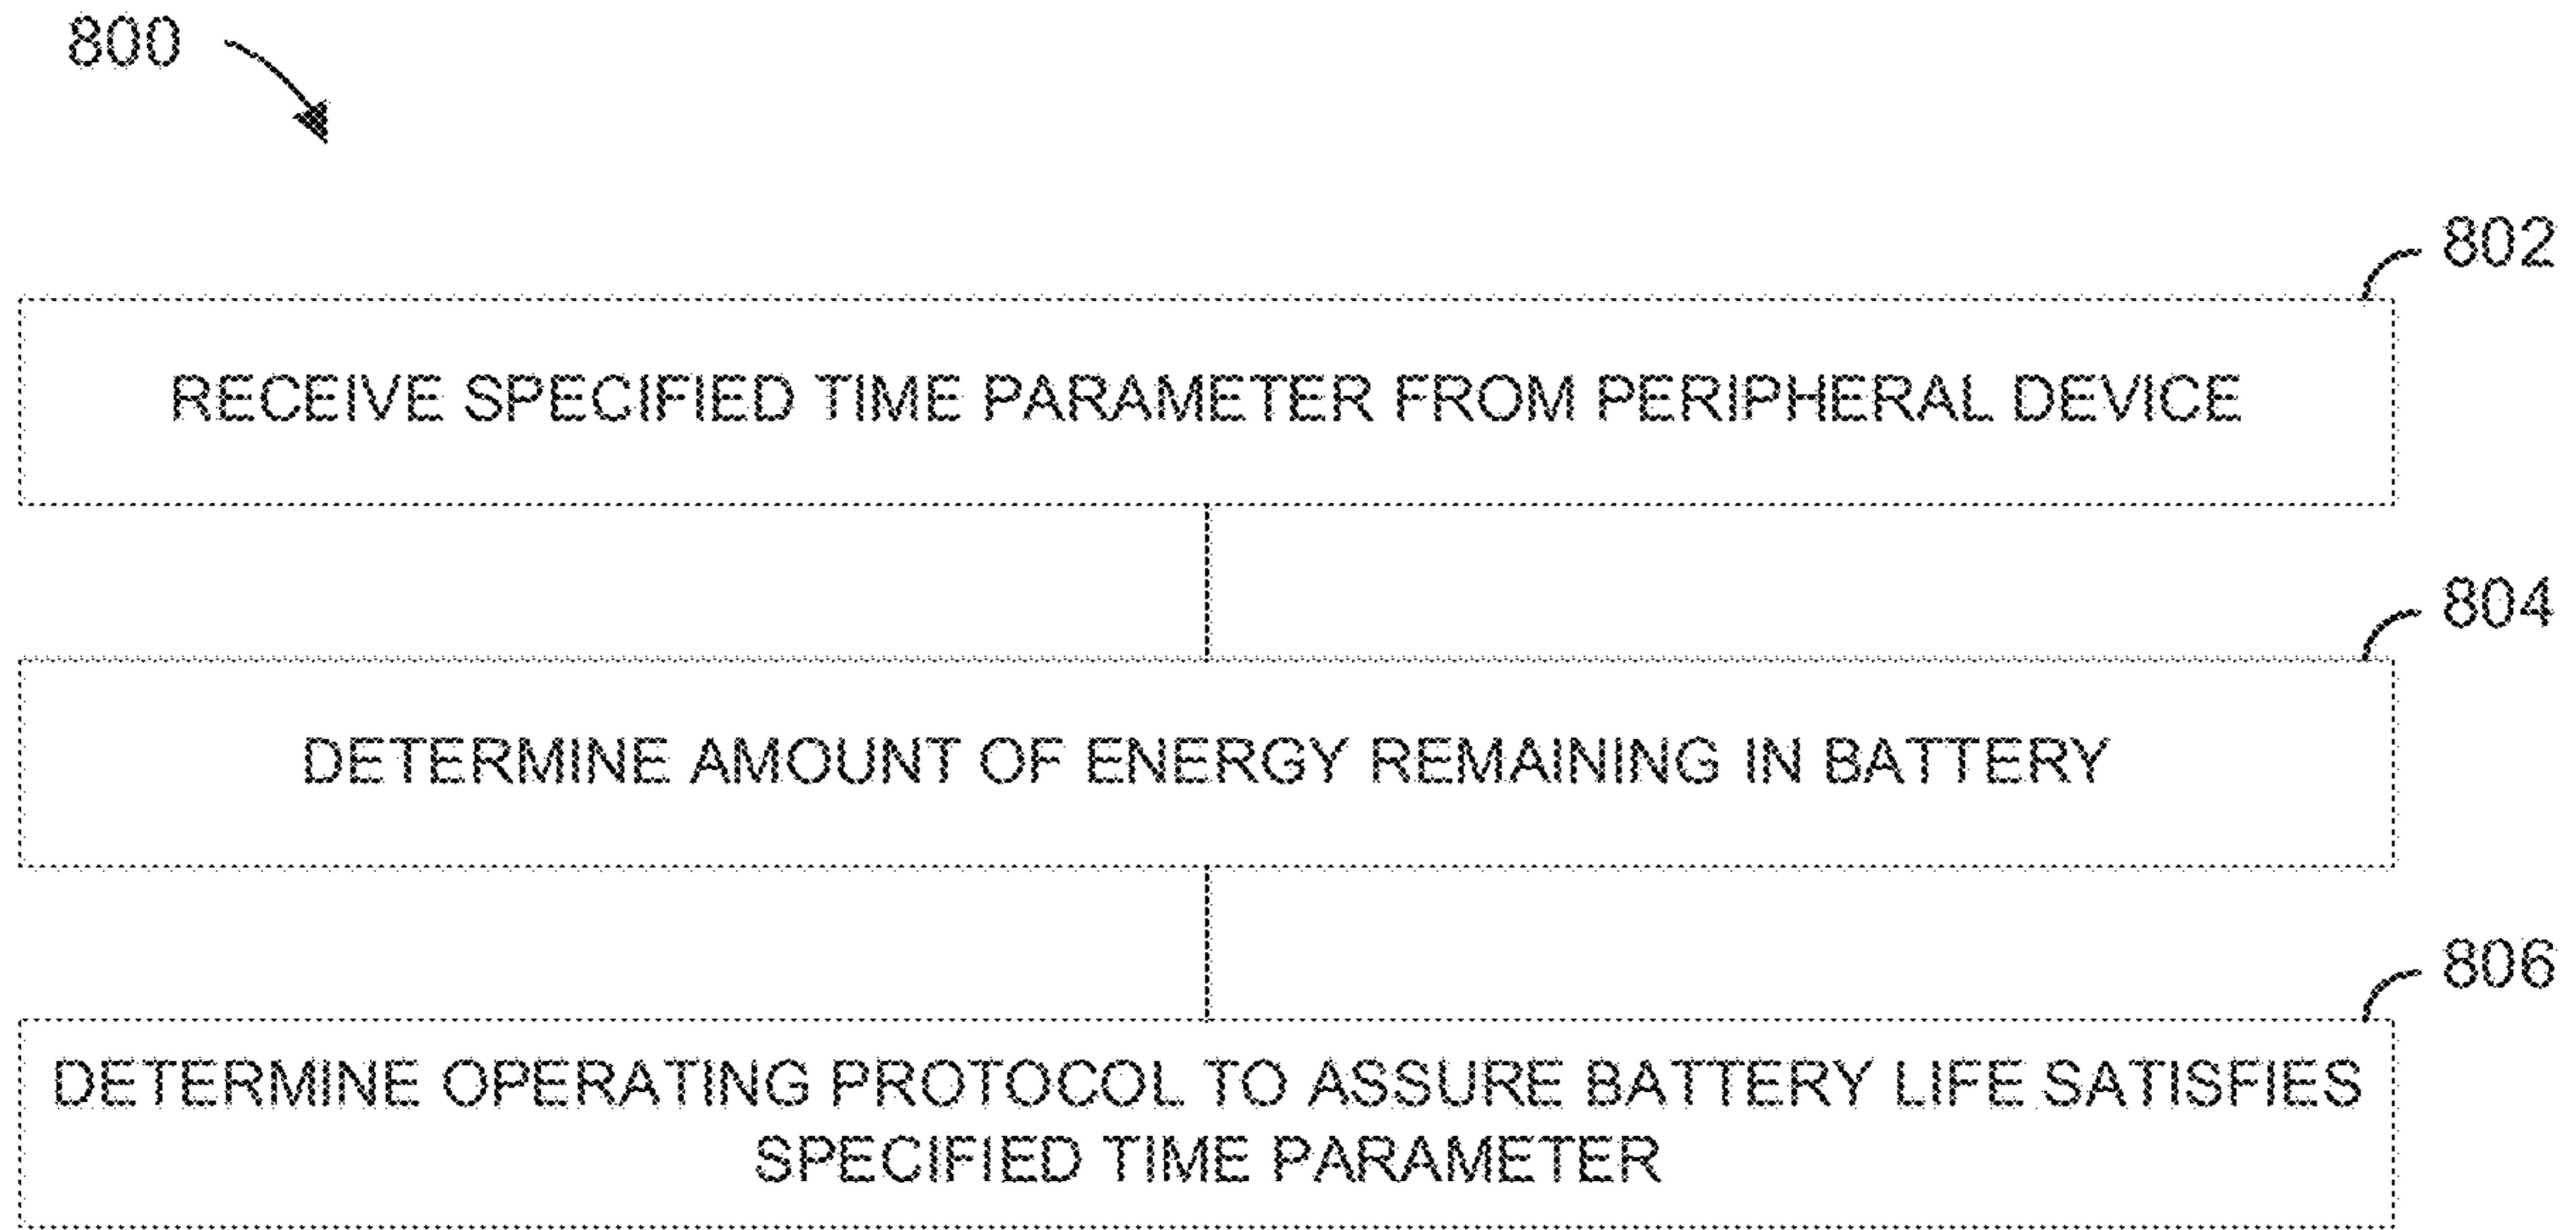 800
802
RECEIVE SPECIFIED TIME PARAMETER FROM PERIPHERAL DEVICE
804
DETERMINE AMOUNT OF ENERGY REMAINING IN BATTERY
806
DETERMINE OPERATING PROTOCOL TO ASSURE BATTERY LIFE SATISFIES
SPECIFIED TIME PARAMETER